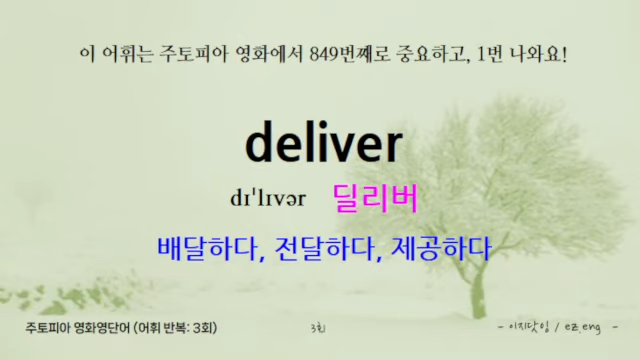 이 어휘는 주토피아 영화에서 849번째로 중요하고, 1번 나와요!
deliver
dɪˈlɪvər 딜리버
배달하다, 전달하다, 제공하다
주토피아 영화영단어 (어휘 반복: 3회) 3회 - 이지닷잉 / ez.eng -